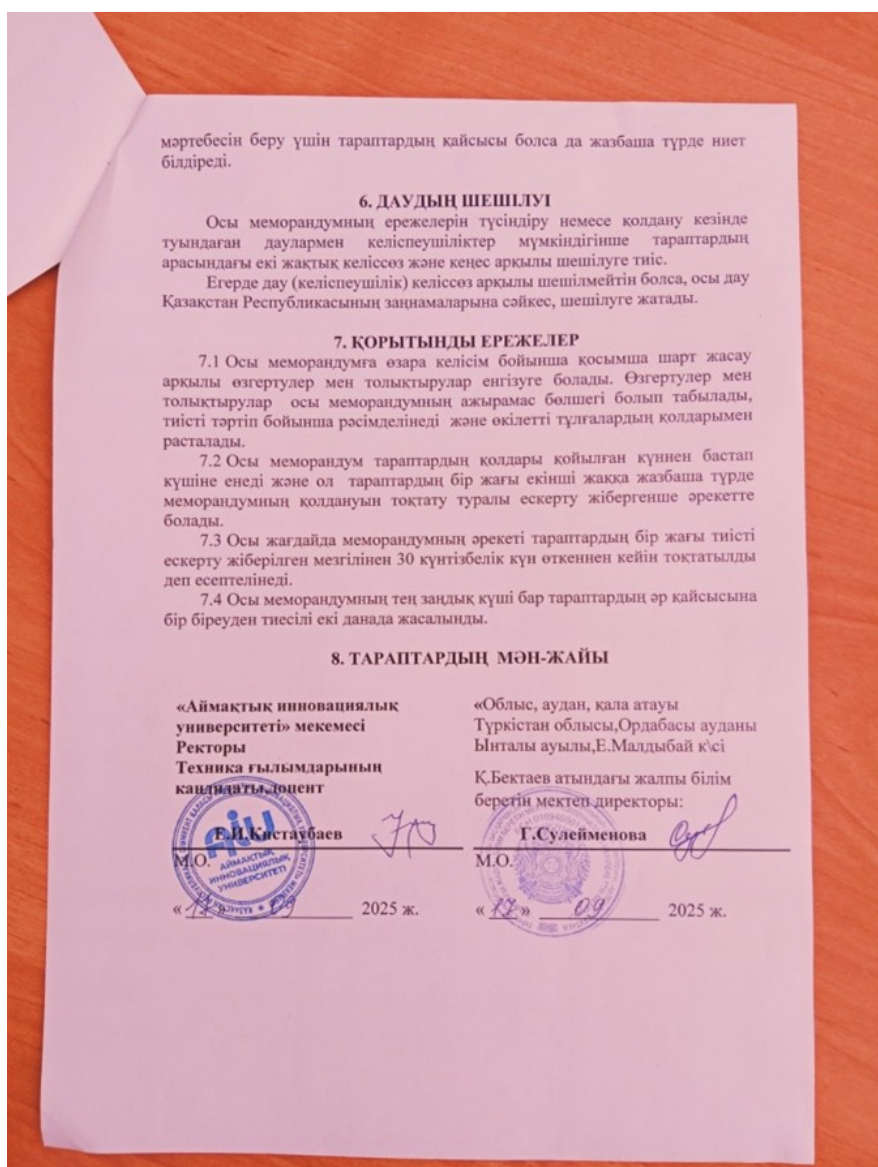 мәртебесін беру үшін тараптардың қайсысы болса да жазбаша түрде ниет
білдіреді.
6. ДАУДЫҢ ШЕШІЛУІ
Осы меморандумның ережелерін түсіндіру немесе қолдану кезінде
туындаған даулармен келіспеушіліктер мүмкіндігінше тараптардың
арасындағы екі жақтық келіссөз және кеңес арқылы шешілуге тиіс.
Егерде дау (келіспеушілік) келіссөз арқылы шешілмейтін болса, осы дау
Қазақстан Республикасының заңнамаларына сәйкес, шешілуге жатады.
7. ҚОРЫТЫНДЫ ЕРЕЖЕЛЕР
7.1 Осы меморандумға өзара келісім бойынша қосымша шарт жасау
арқылы өзгертулер мен толықтырулар енгізуге болады. Өзгертулер мен
толықтырулар осы меморандумның ажырамас бөлшегі болып табылады,
тиісті тәртіп бойынша рәсімделінеді және өкілетті тұлғалардың қолдарымен
расталады.
7.2 Осы меморандум тараптардың қолдары қойылған күннен бастап
күшіне енеді және ол тараптардың бір жағы екінші жаққа жазбаша түрде
меморандумның қолдануын тоқтату туралы ескерту жібергенше әрекетте
болады.
7.3 Осы жағдайда меморандумның әрекеті тараптардың бір жағы тиісті
ескерту жіберілген мезгілінен 30 күнтізбелік күн өткеннен кейін тоқтатылды
деп есептелінеді.
7.4 Осы меморандумның тең заңдық күші бар тараптардың әр қайсысына
бір біреуден тиесілі екі данада жасалынды.
8. ТАРАПТАРДЫҢ МӘН-ЖАЙЫ
«Аймақтық инновациялық
университеті» мекемесі
Ректоры
Техника ғылымдарының
кандидаты, доцент
Е.И.Кистаубаев
М.О.
AIU
АЙМАҚТЫҚ
ИННОВАЦИЯЛЫҚ
УНИВЕРСИТЕТІ
« 17 » 09 2025 ж.
«Облыс, аудан, қала атауы
Түркістан облысы,Ордабасы ауданы
Ынталы ауылы,Е.Малдыбай к\сі
Қ.Бектаев атындағы жалпы білім
беретін мектеп директоры:
Г.Сулейменова
М.О.
« 17 » 09 2025 ж.